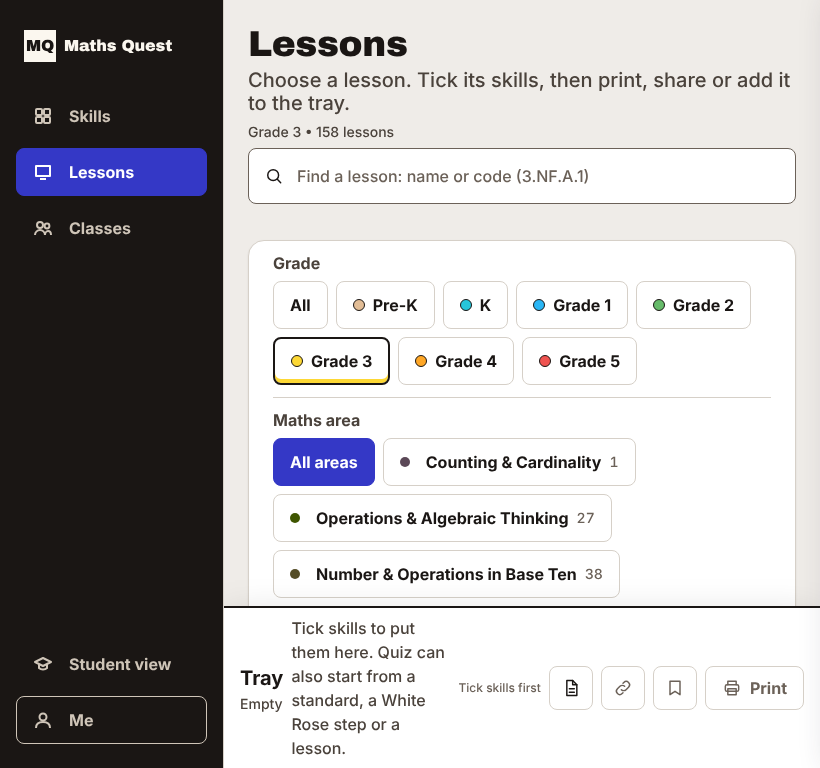 MQ Maths Quest
Skills
Lessons
Classes
Student view
Me
Lessons
Choose a lesson. Tick its skills, then print, share or add it
to the tray.
Grade 3 • 158 lessons
Find a lesson: name or code (3.NF.A.1)
Grade
All
Pre-K
K
Grade 1
Grade 2
Grade 3
Grade 4
Grade 5
Maths area
All areas
Counting & Cardinality 1
Operations & Algebraic Thinking 27
Number & Operations in Base Ten 38
Tray
Empty
Tick skills to put
them here. Quiz can
also start from a
standard, a White
Rose step or a
lesson.
Tick skills first
Print